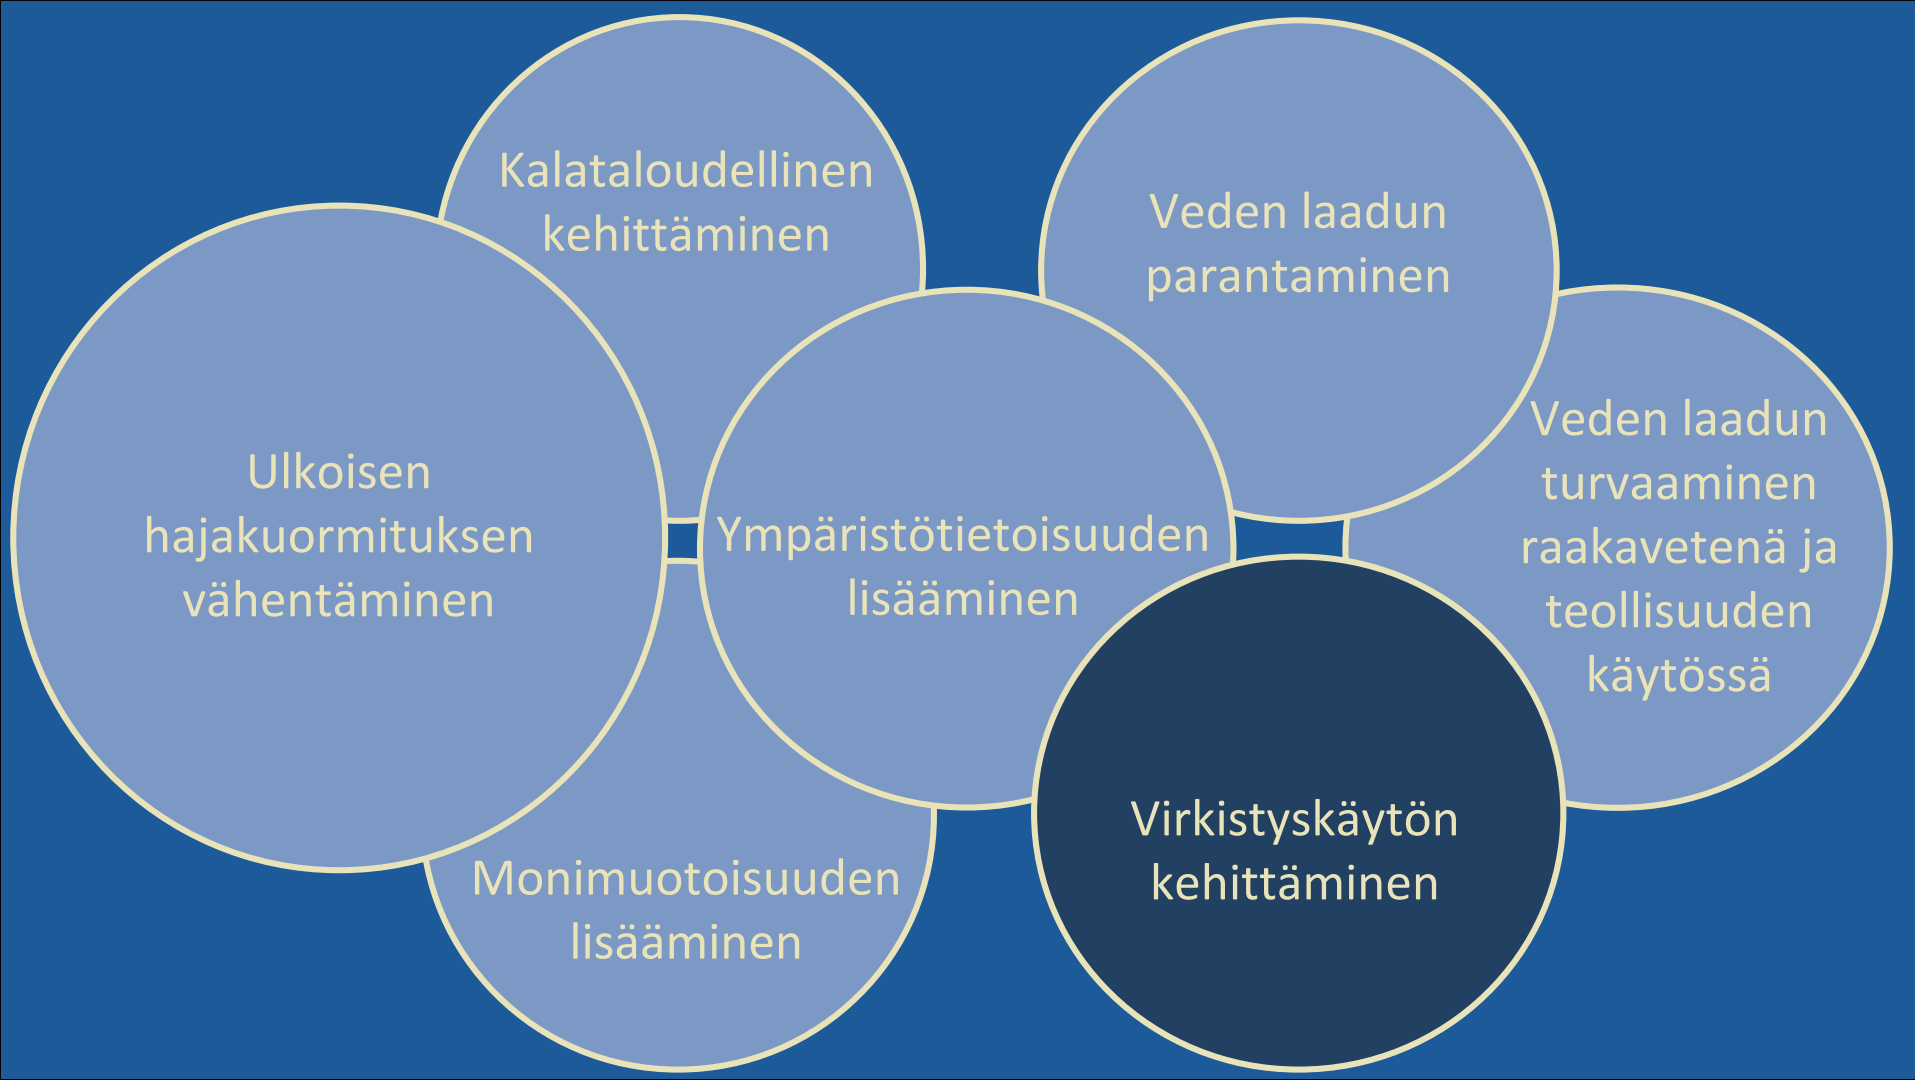 Kalataloudellinen
kehittäminen
Veden laadun
parantaminen
Ulkoisen
hajakuormituksen
vähentäminen
Ympäristötietoisuuden
lisääminen
Veden laadun
turvaaminen
raakavetenä ja
teollisuuden
käytössä
Monimuotoisuuden
lisääminen
Virkistyskäytön
kehittäminen